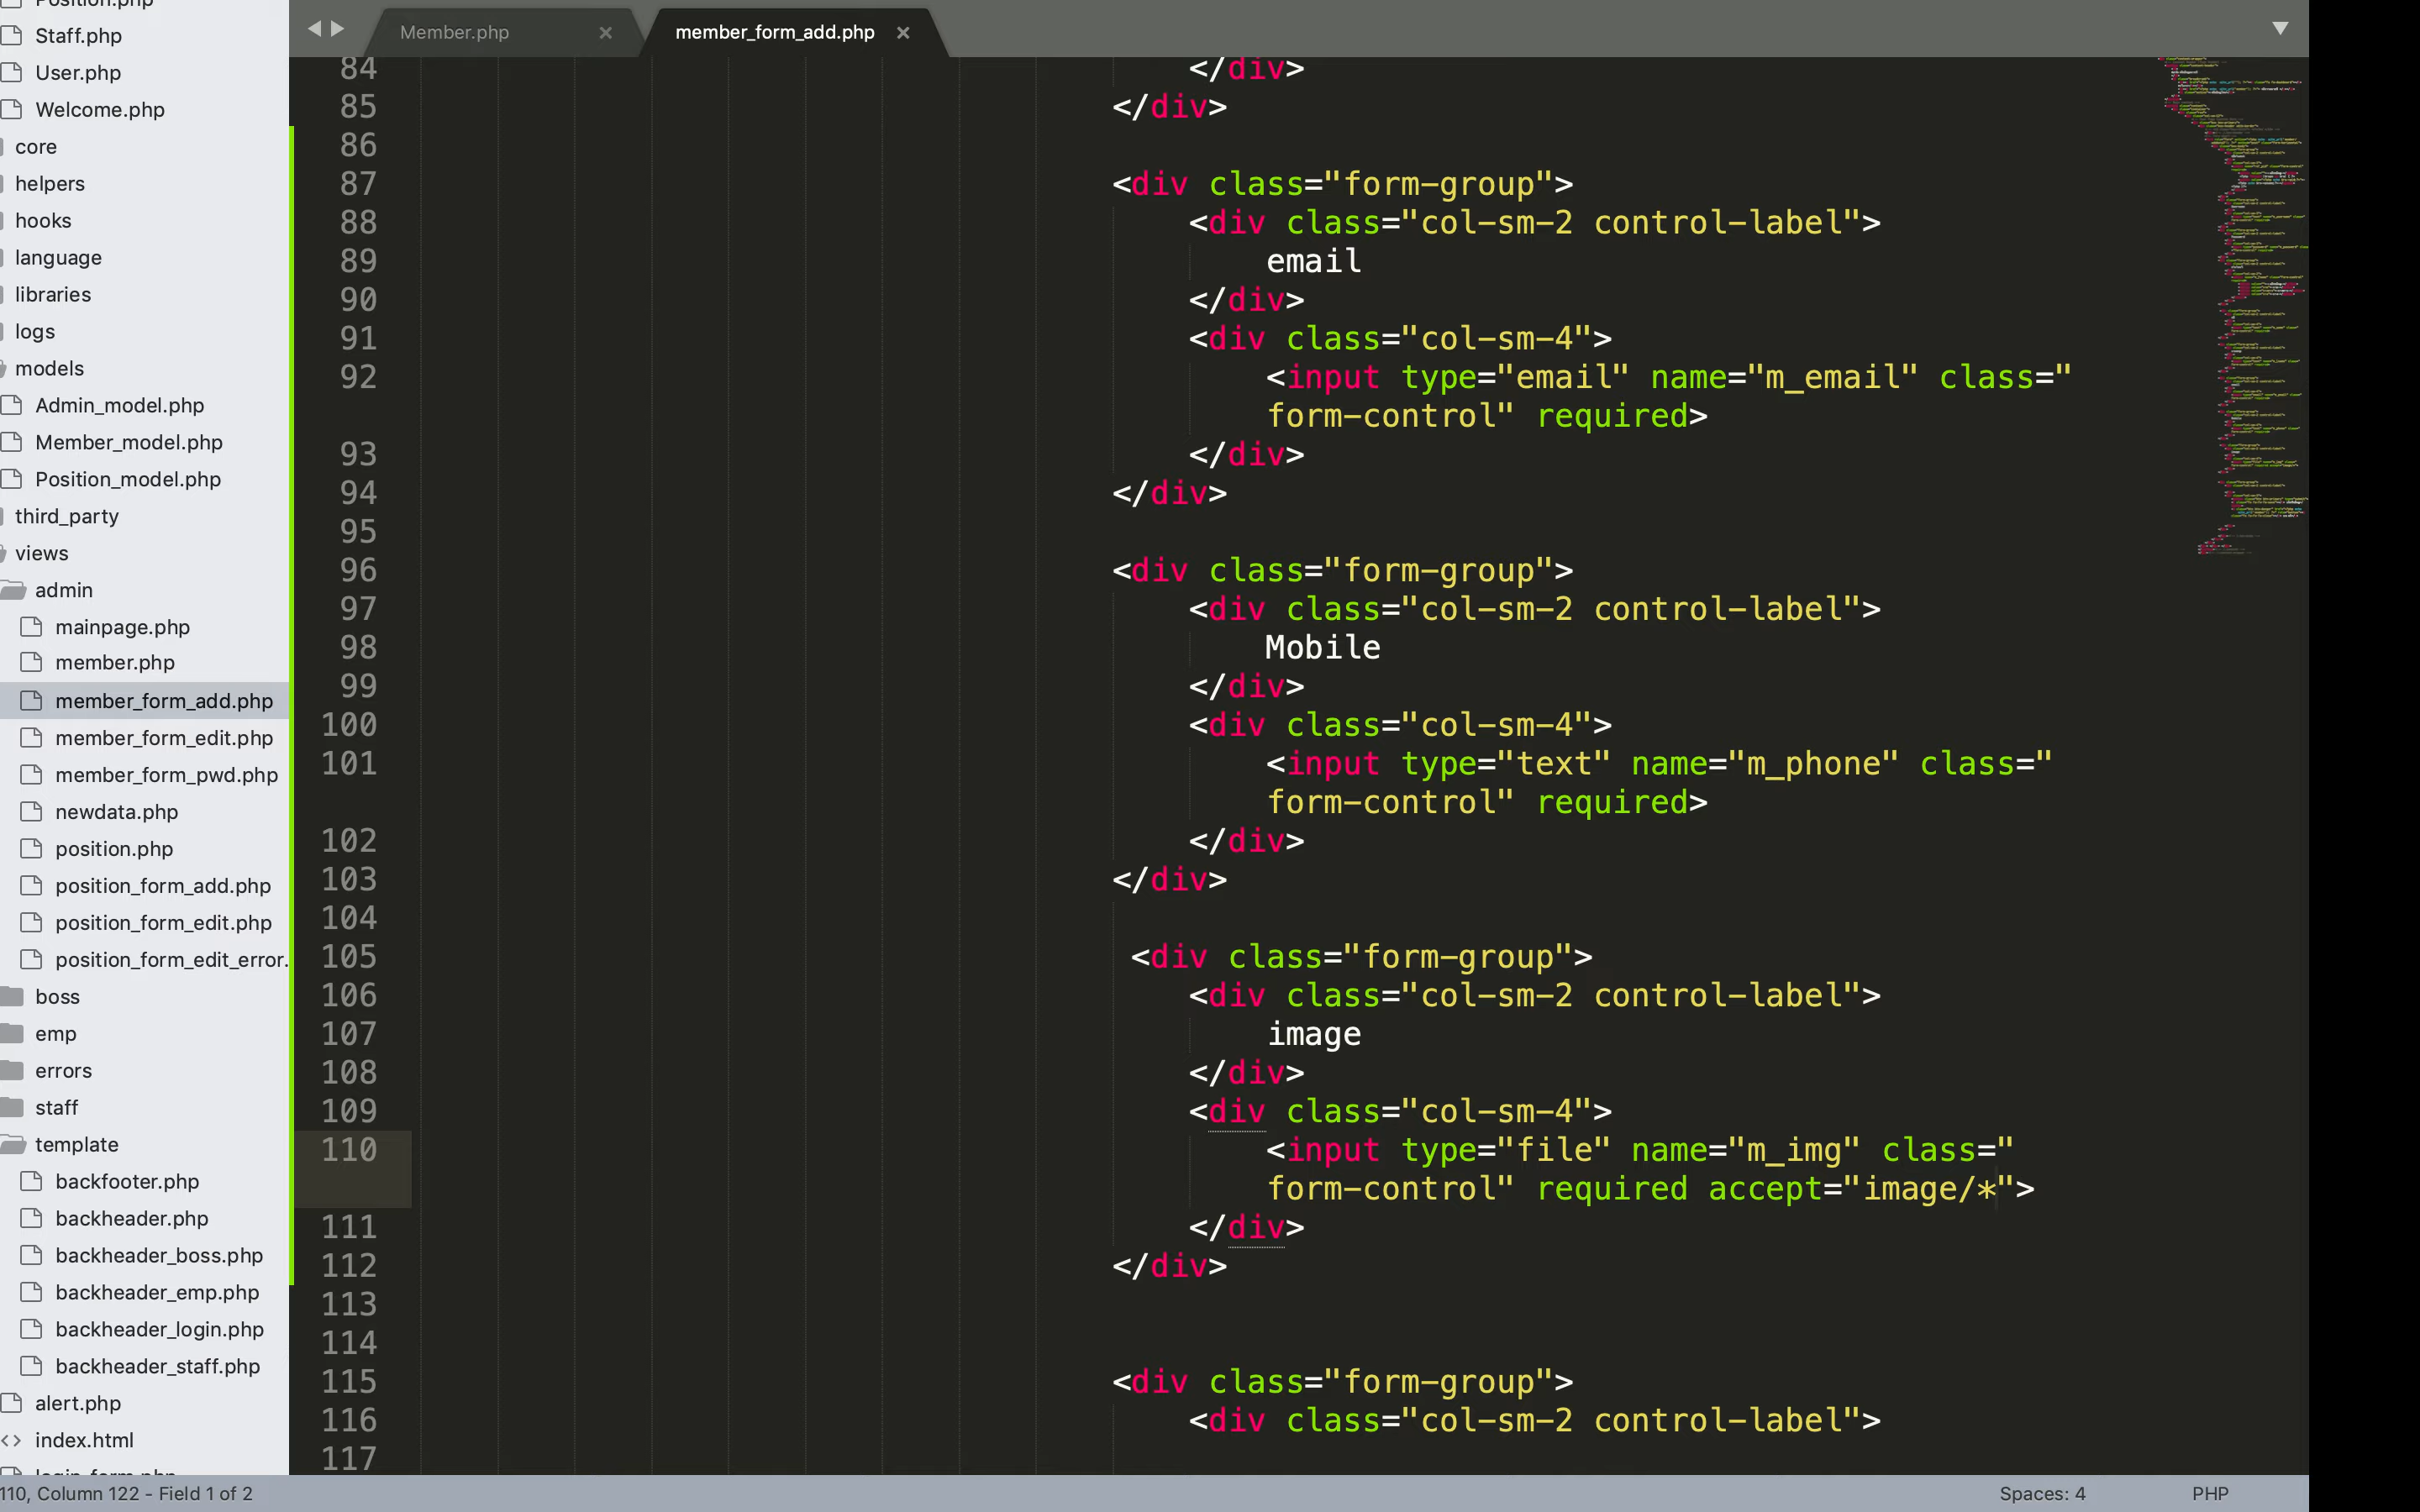 Position.php
Staff.php
User.php
Welcome.php
core
helpers
hooks
language
libraries
logs
models
Admin_model.php
Member_model.php
Position_model.php
third_party
views
admin
mainpage.php
member.php
member_form_add.php
member_form_edit.php
member_form_pwd.php
newdata.php
position.php
position_form_add.php
position_form_edit.php
position_form_edit_error.
boss
emp
errors
staff
template
backfooter.php
backheader.php
backheader_boss.php
backheader_emp.php
backheader_login.php
backheader_staff.php
alert.php
index.html
login_form.php
Member.php
member_form_add.php
84 </div>
85 </div>
86
87 <div class="form-group">
88 <div class="col-sm-2 control-label">
89 email
90 </div>
91 <div class="col-sm-4">
92 <input type="email" name="m_email" class="
form-control" required>
93 </div>
94 </div>
95
96 <div class="form-group">
97 <div class="col-sm-2 control-label">
98 Mobile
99 </div>
100 <div class="col-sm-4">
101 <input type="text" name="m_phone" class="
form-control" required>
102 </div>
103 </div>
104
105 <div class="form-group">
106 <div class="col-sm-2 control-label">
107 image
108 </div>
109 <div class="col-sm-4">
110 <input type="file" name="m_img" class="
form-control" required accept="image/*">
111 </div>
112 </div>
113
114
115 <div class="form-group">
116 <div class="col-sm-2 control-label">
117
110, Column 122 - Field 1 of 2
Spaces: 4
PHP